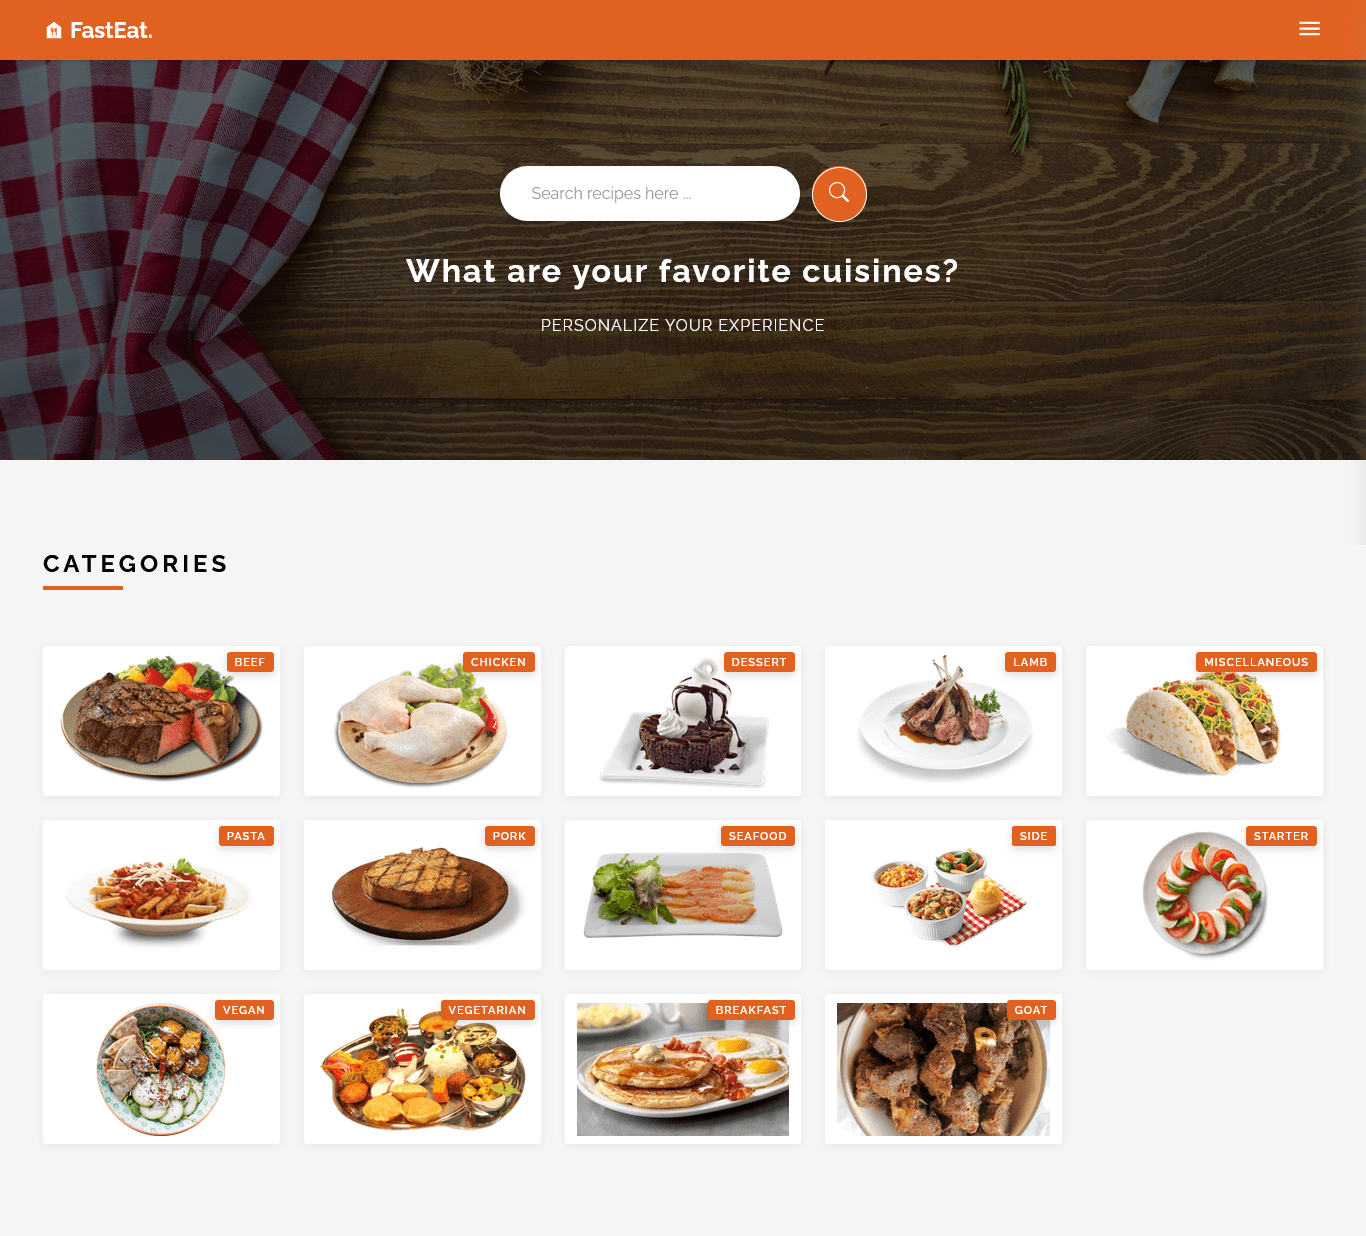 FastEat.
Search recipes here ...
What are your favorite cuisines?
PERSONALIZE YOUR EXPERIENCE
CATEGORIES
BEEF
CHICKEN
DESSERT
LAMB
MISCELLANEOUS
PASTA
PORK
SEAFOOD
SIDE
STARTER
VEGAN
VEGETARIAN
BREAKFAST
GOAT